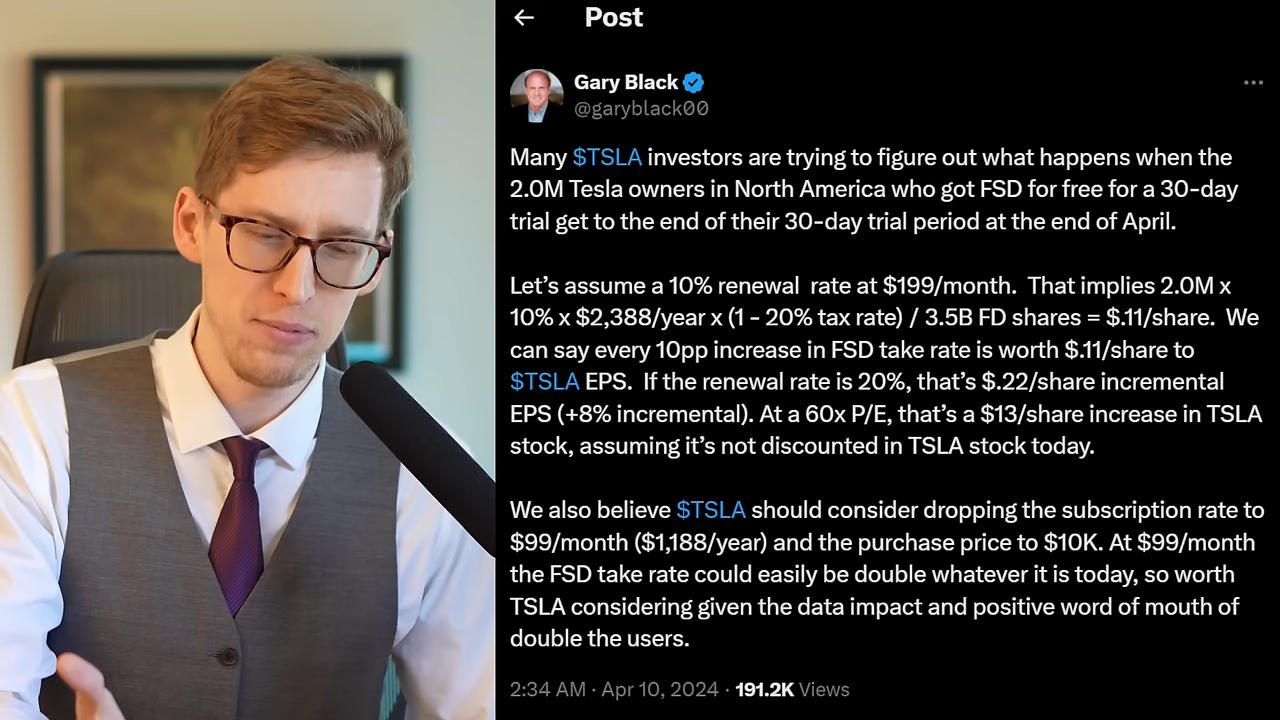 Post
Gary Black
@garyblack00
Many $TSLA investors are trying to figure out what happens when the
2.0M Tesla owners in North America who got FSD for free for a 30-day
trial get to the end of their 30-day trial period at the end of April.
Let's assume a 10% renewal  rate at $199/month.  That implies 2.0M x
10% x $2,388/year x (1 - 20% tax rate) / 3.5B FD shares = $.11/share.  We
can say every 10pp increase in FSD take rate is worth $.11/share to
$TSLA EPS.  If the renewal rate is 20%, that's $.22/share incremental
EPS (+8% incremental). At a 60x P/E, that's a $13/share increase in TSLA
stock, assuming it's not discounted in TSLA stock today.
We also believe $TSLA should consider dropping the subscription rate to
$99/month ($1,188/year) and the purchase price to $10K. At $99/month
the FSD take rate could easily be double whatever it is today, so worth
TSLA considering given the data impact and positive word of mouth of
double the users.
2:34 AM · Apr 10, 2024 · 191.2K Views